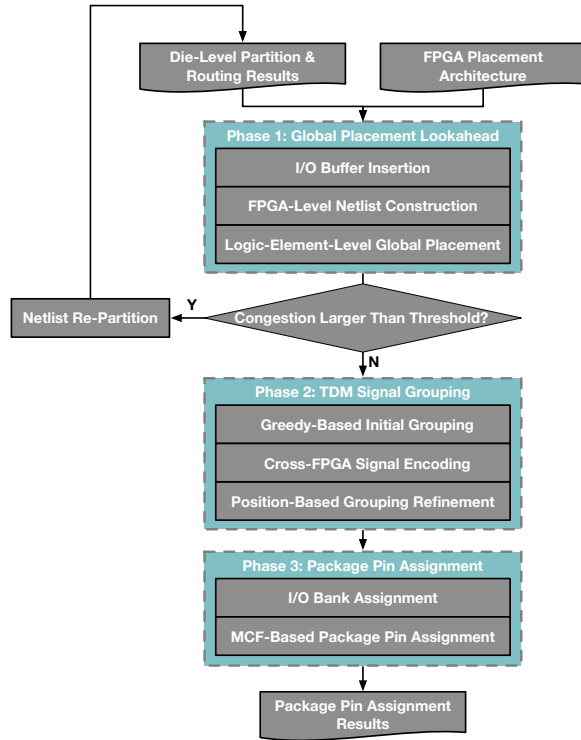 Die-Level Partition &
Routing Results
FPGA Placement
Architecture
Phase 1: Global Placement Lookahead
I/O Buffer Insertion
FPGA-Level Netlist Construction
Logic-Element-Level Global Placement
Netlist Re-Partition
Y
Congestion Larger Than Threshold?
N
Phase 2: TDM Signal Grouping
Greedy-Based Initial Grouping
Cross-FPGA Signal Encoding
Position-Based Grouping Refinement
Phase 3: Package Pin Assignment
I/O Bank Assignment
MCF-Based Package Pin Assignment
Package Pin Assignment
Results